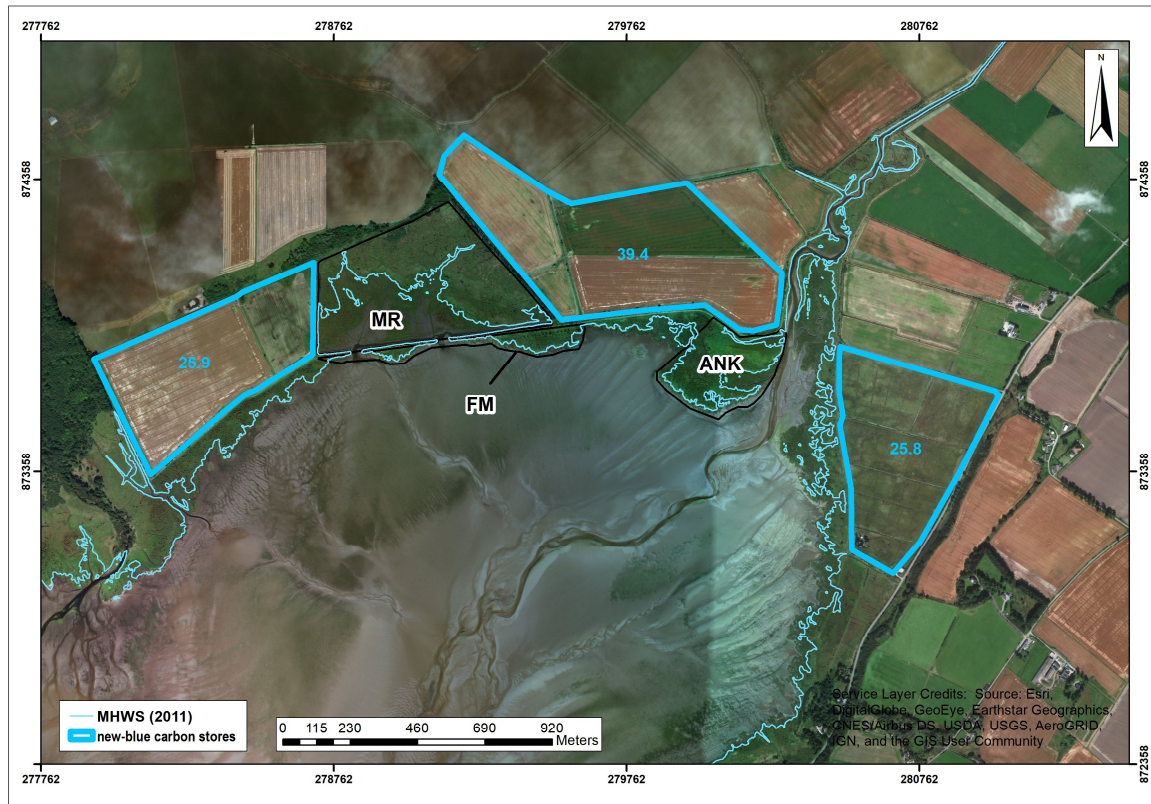 277762
278762
279762
280762
N
874358
874358
39.4
MR
25.9
ANK
FM
873358
873358
25.8
MHWS (2011)
new-blue carbon stores
0 115 230 460 690 920
Meters
Service Layer Credits: Source: Esri,
DigitalGlobe, GeoEye, Earthstar Geographics,
CNES/Airbus DS, USDA, USGS, AeroGRID,
IGN, and the GIS User Community
872358
277762
278762
279762
280762